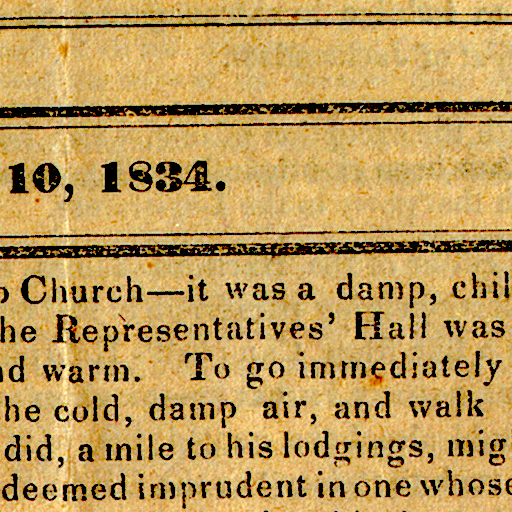 10, 1834.
Church—it was a damp, chil
he Representatives' Hall was
nd warm. To go immediately
he cold, damp air, and walk
did, a mile to his lodgings, mig
deemed imprudent in one whose